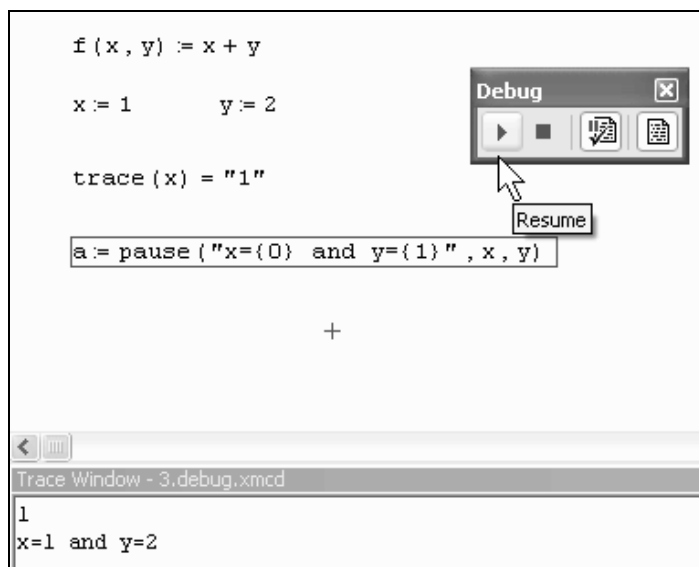 f(x, y) := x + y
Debug
x := 1 y := 2
trace(x) = "1"
Resume
a := pause("x={0} and y={1}", x, y)
Trace Window - 3.debug.xmcd
1
x=1 and y=2